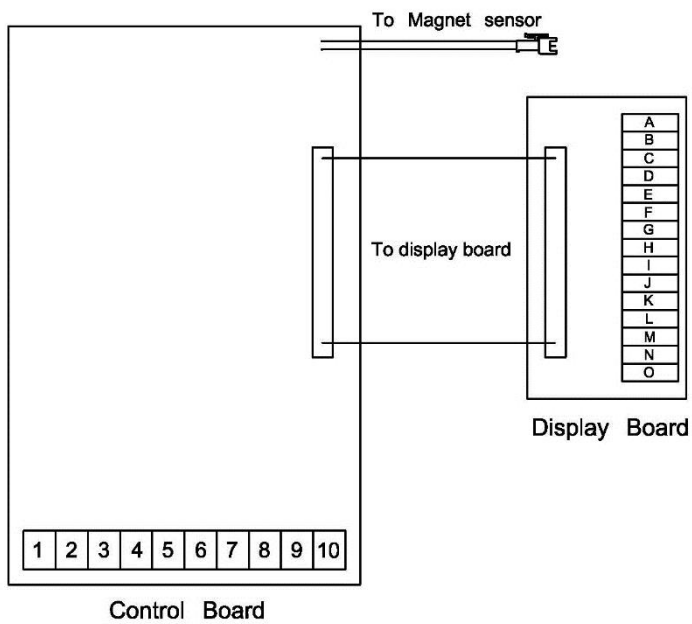 To Magnet sensor
A
B
C
D
E
F
G
H
I
J
K
L
M
N
O
To display board
Display Board
1 2 3 4 5 6 7 8 9 10
Control Board